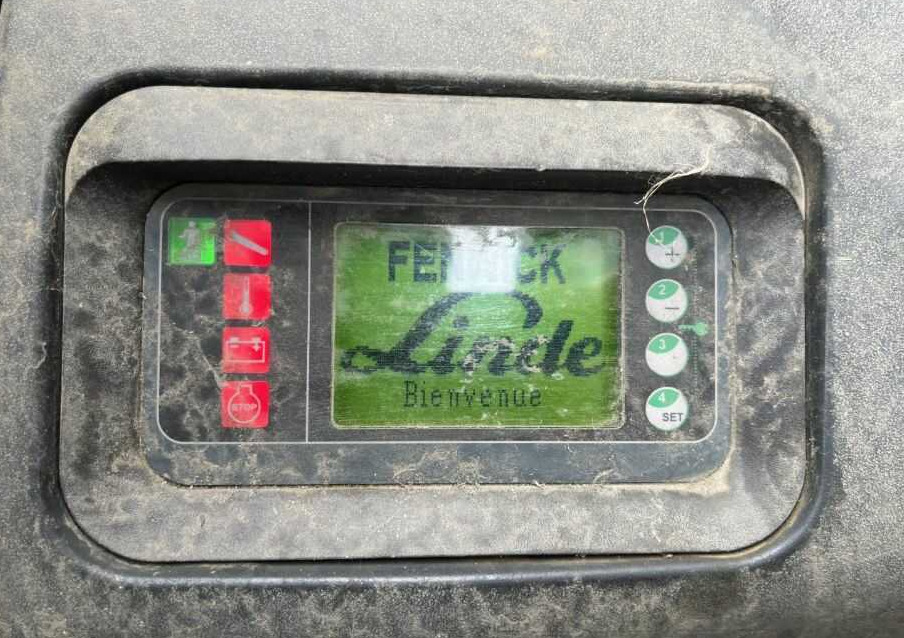 STOP
Linde
Bienvenue
1 +
2 −
3
4
SET